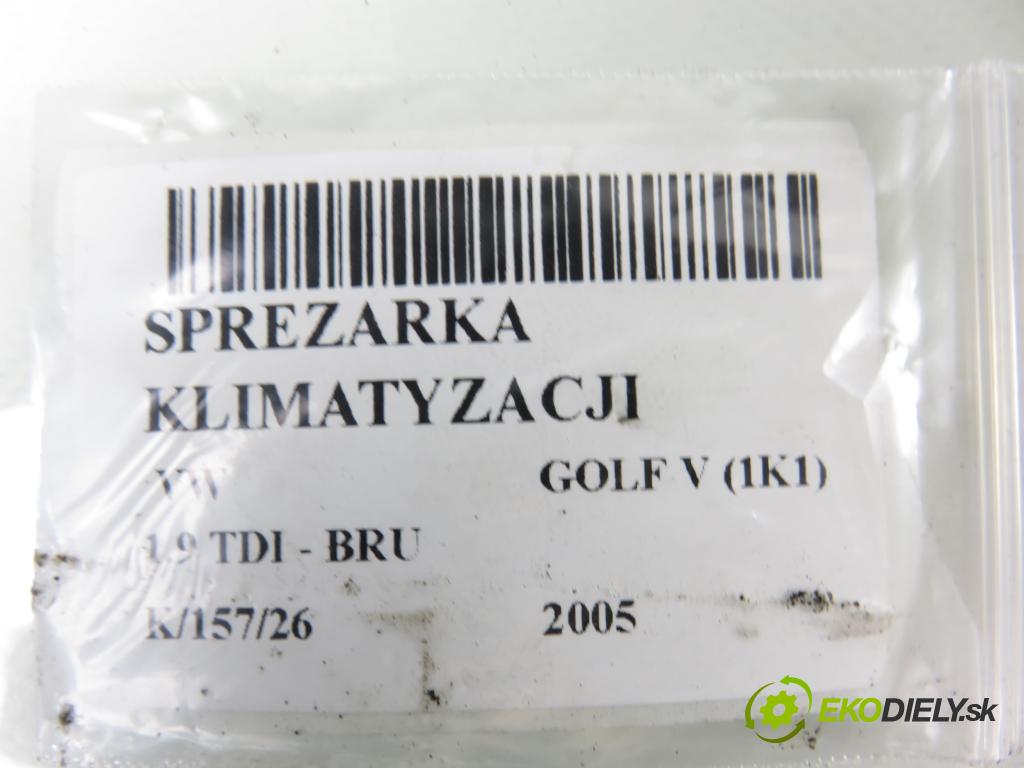 SPREZARKA
KLIMATYZACJI
VW GOLF V (1K1)
1.9 TDI - BRU
K/157/26 2005
EKODIELY.sk